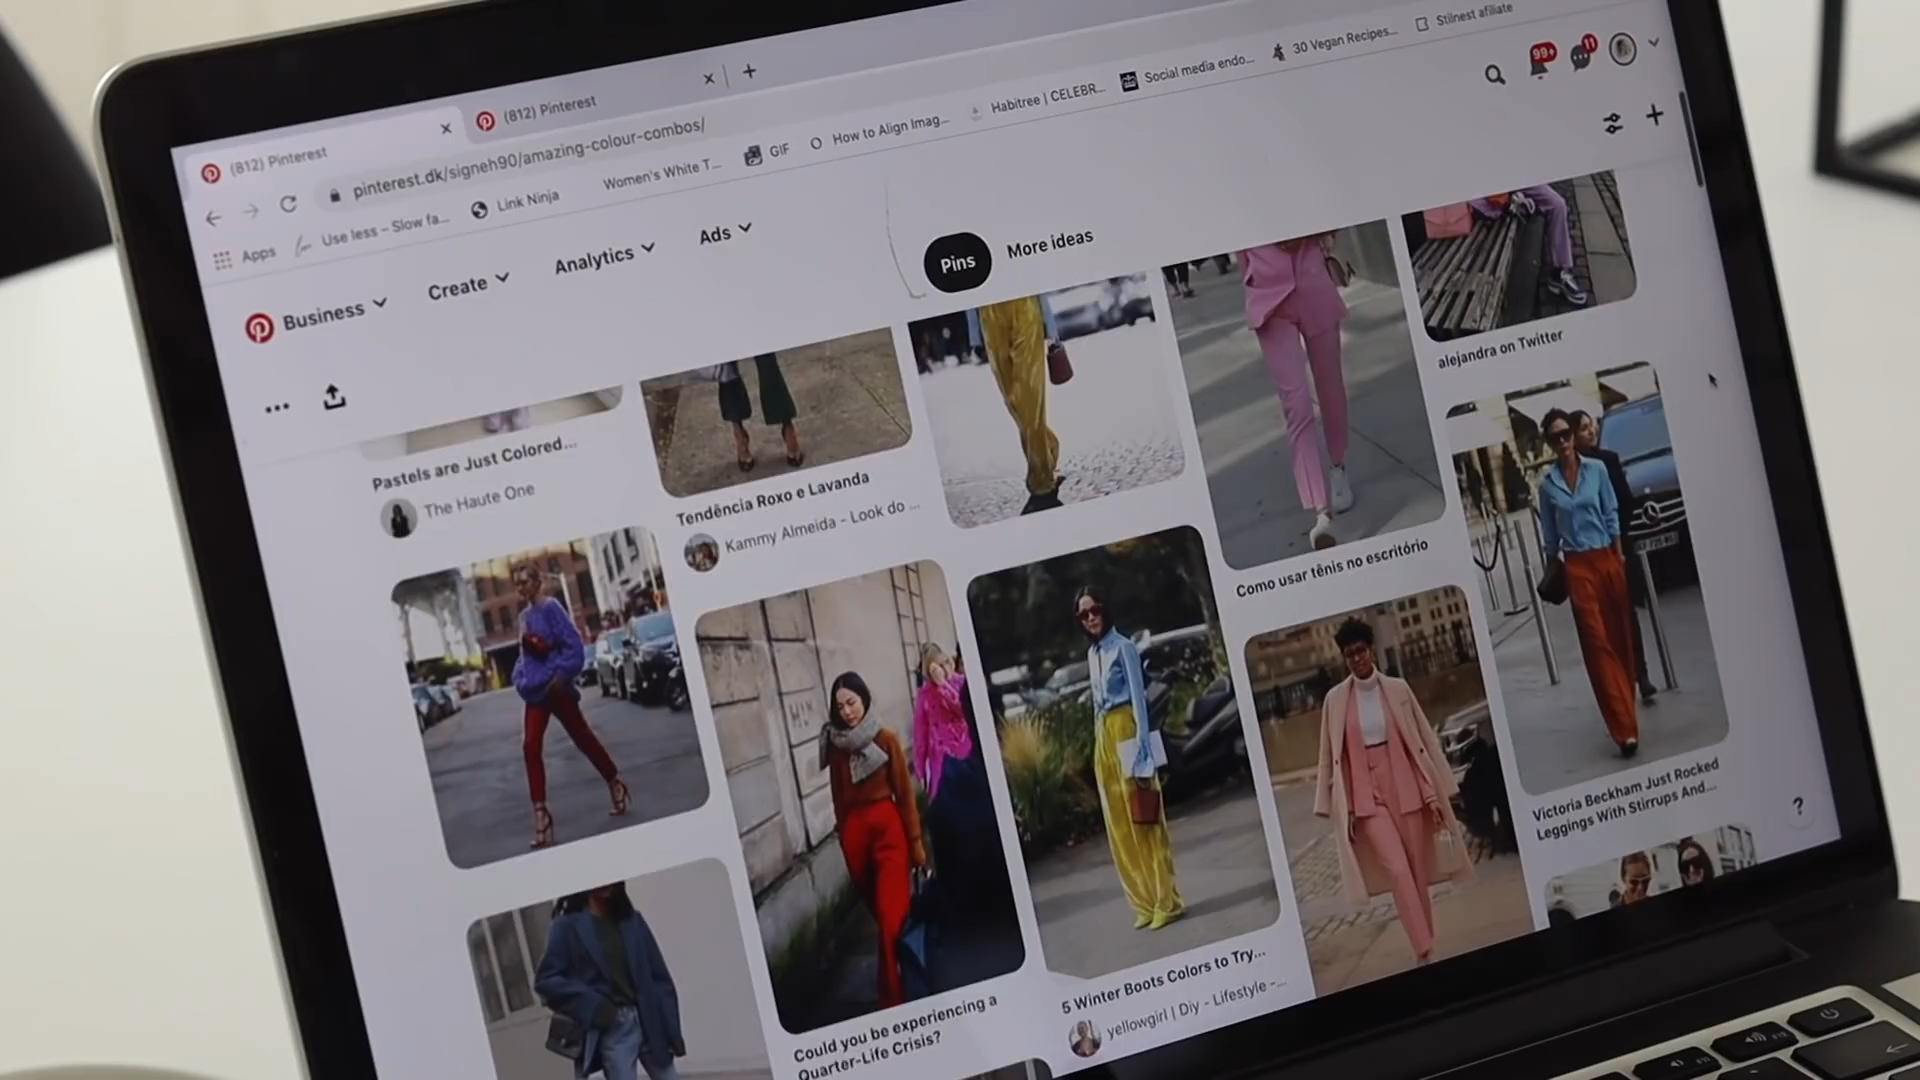 (812) Pinterest
(812) Pinterest
pinterest.dk/signeh90/amazing-colour-combos/
Apps
Use less – Slow fa...
Link Ninja
Women's White T...
GIF
How to Align Imag...
Habitree | CELEBR...
Social media endo...
30 Vegan Recipes...
Stilnest afiliate
Business
Create
Analytics
Ads
99+
11
Pins
More ideas
Pastels are Just Colored...
The Haute One
Tendência Roxo e Lavanda
Kammy Almeida - Look do ...
Como usar tênis no escritório
alejandra on Twitter
Victoria Beckham Just Rocked
Leggings With Stirrups And...
Could you be experiencing a
Quarter-Life Crisis?
5 Winter Boots Colors to Try...
yellowgirl | Diy - Lifestyle -...
?